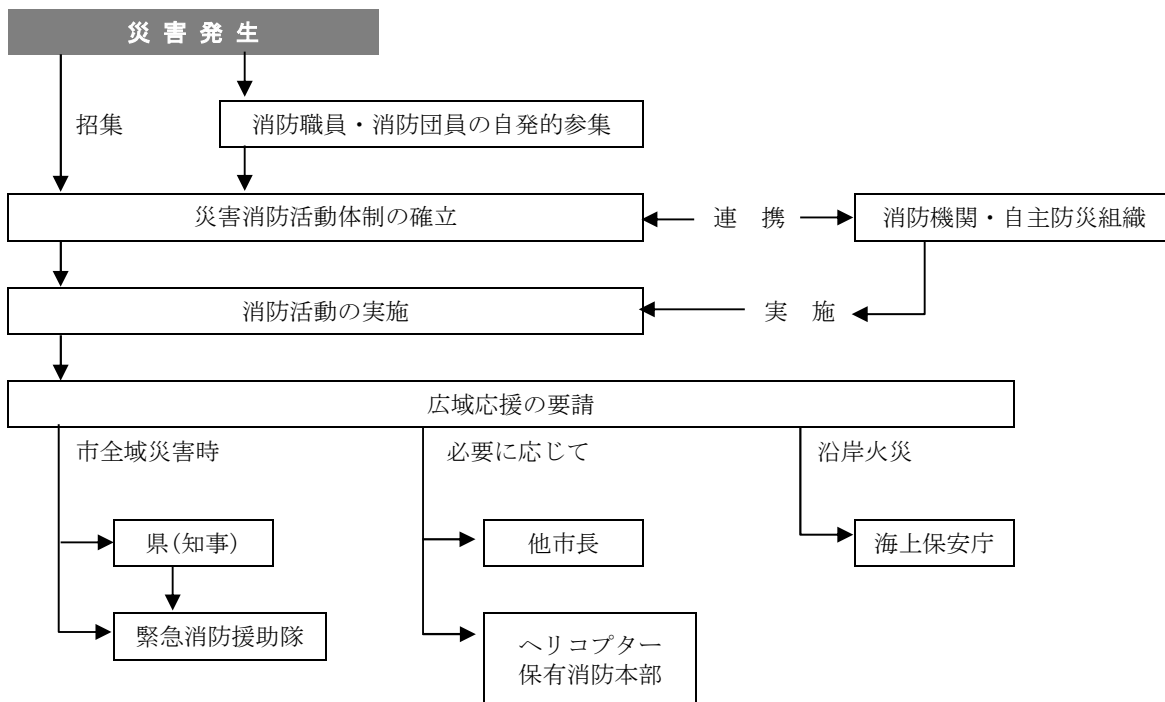 災害発生
招集
消防職員・消防団員の自発的参集
災害消防活動体制の確立
連携
消防機関・自主防災組織
消防活動の実施
実施
広域応援の要請
市全域災害時
必要に応じて
沿岸火災
県(知事)
他市長
海上保安庁
緊急消防援助隊
ヘリコプター
保有消防本部